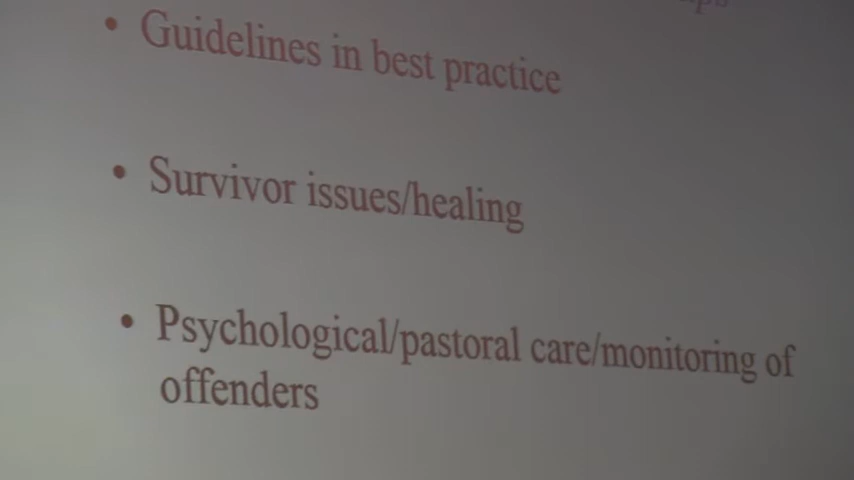 • Guidelines in best practice
• Survivor issues/healing
• Psychological/pastoral care/monitoring of
offenders